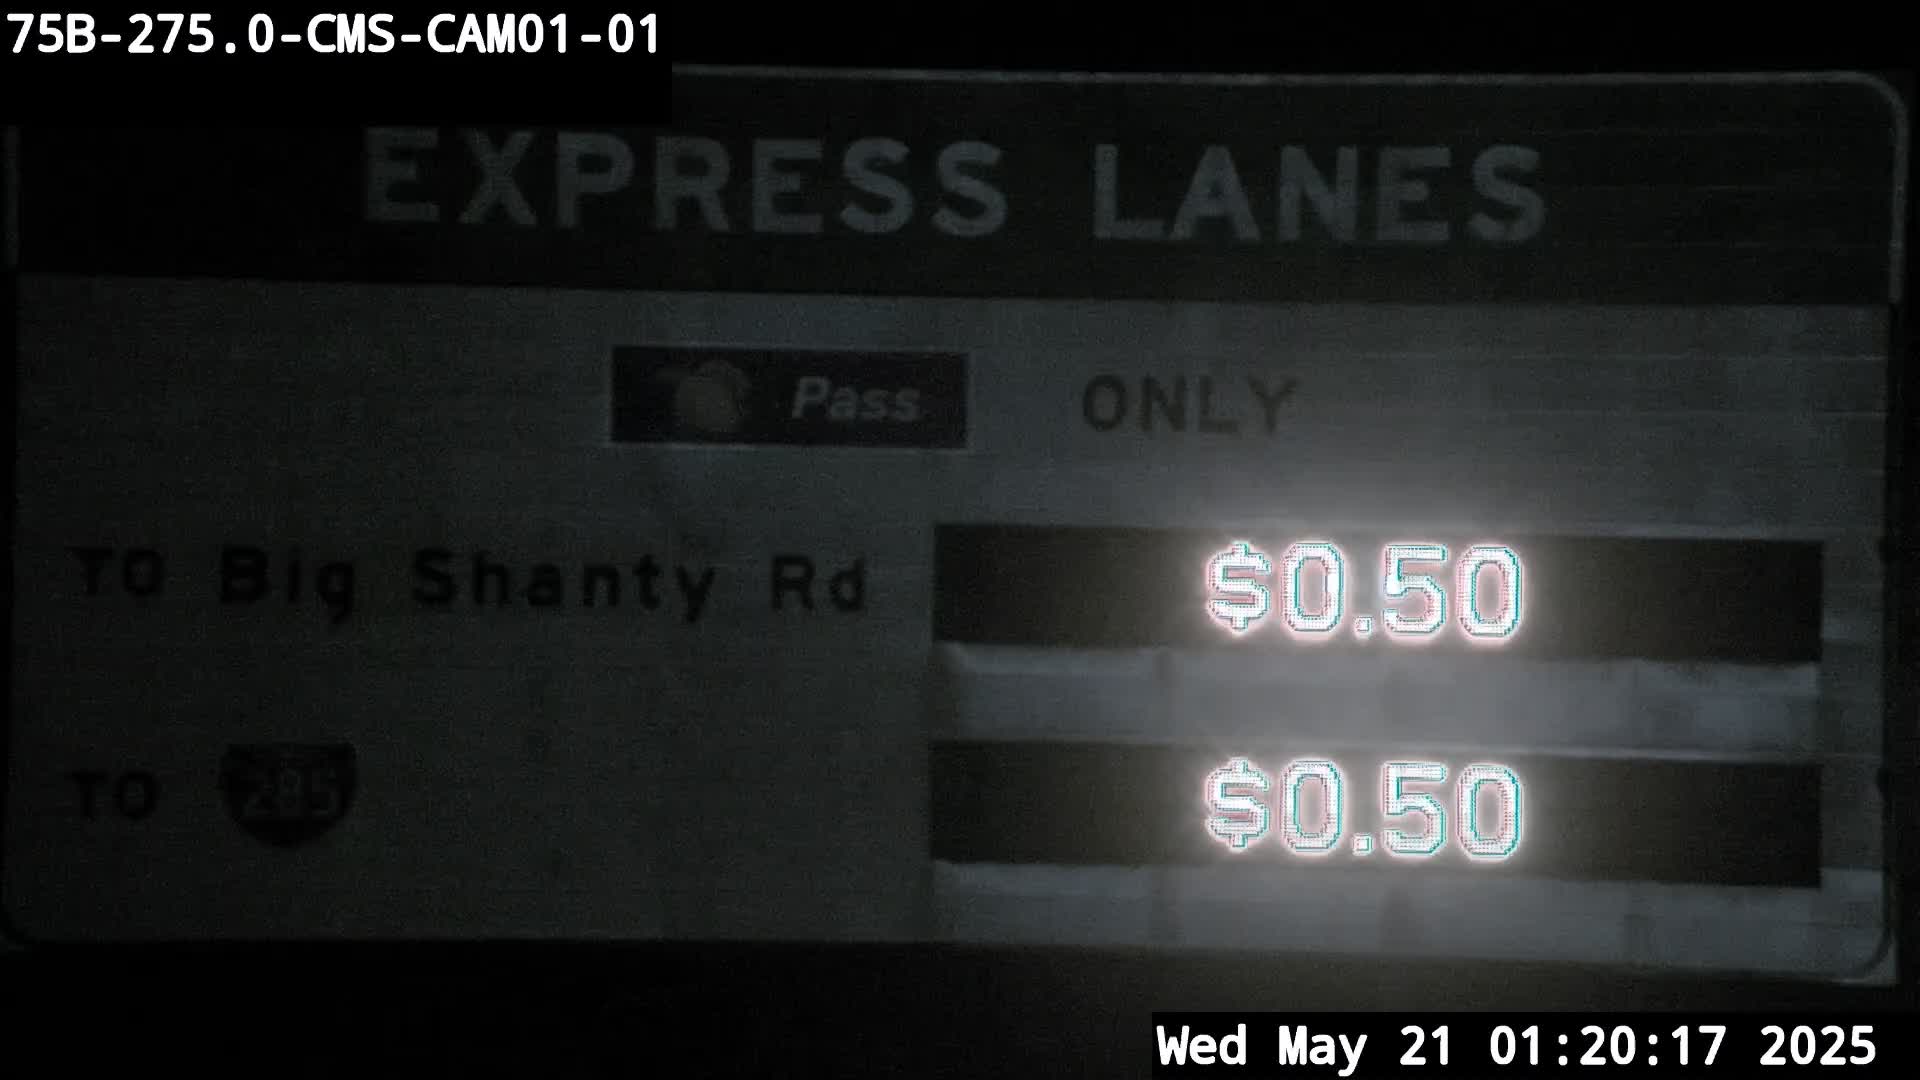 75B-275.0-CMS-CAM01-01
EXPRESS LANES
Pass ONLY
TO Big Shanty Rd $0.50
TO 285 $0.50
Wed May 21 01:20:17 2025